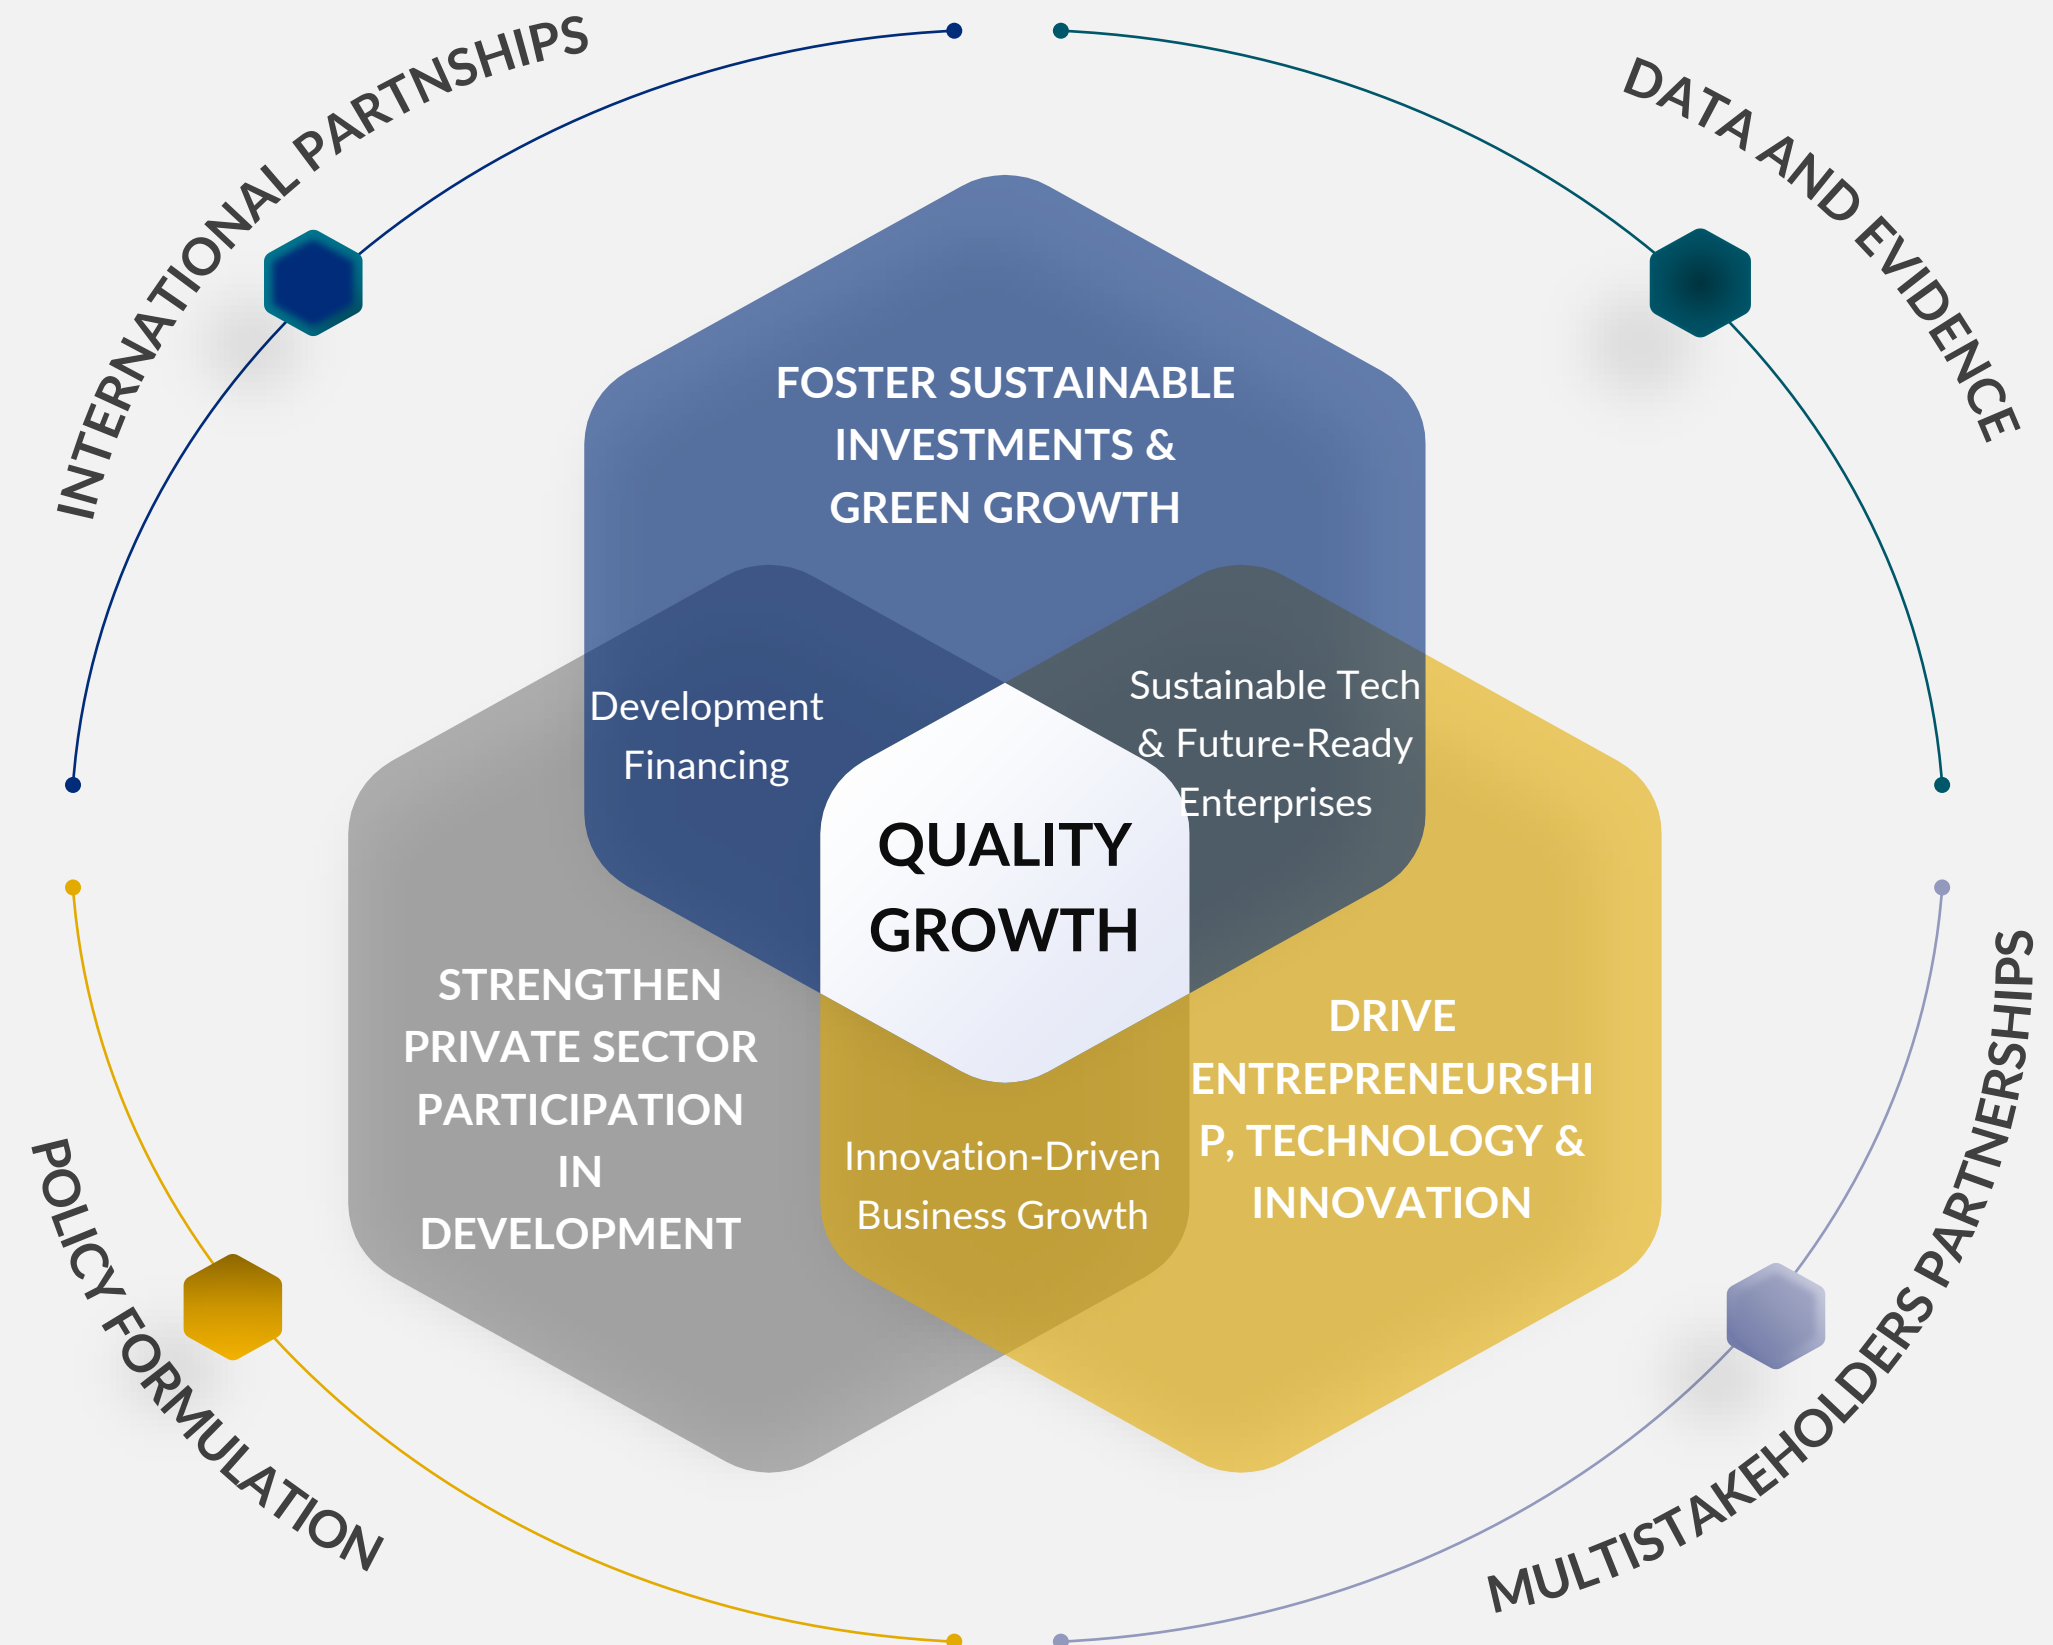 INTERNATIONAL PARTNSHIPS
DATA AND EVIDENCE
FOSTER SUSTAINABLE
INVESTMENTS &
GREEN GROWTH
Development
Financing
Sustainable Tech
& Future-Ready
Enterprises
QUALITY
GROWTH
STRENGTHEN
PRIVATE SECTOR
PARTICIPATION
IN
DEVELOPMENT
DRIVE
ENTREPRENEURSHI
P, TECHNOLOGY &
INNOVATION
Innovation-Driven
Business Growth
POLICY FORMULATION
MULTISTAKEHOLDERS PARTNERSHIPS